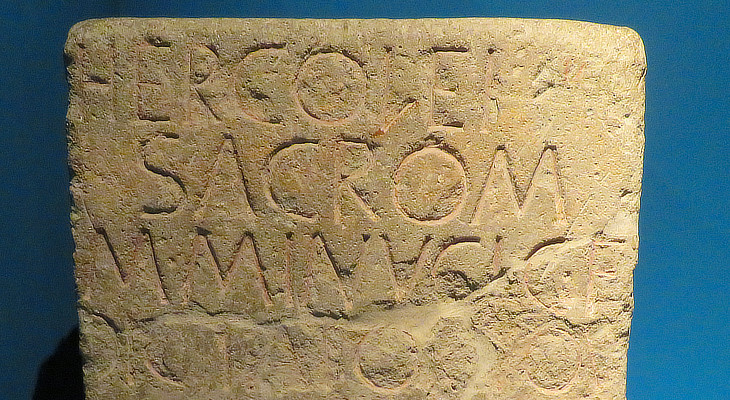 HERCOLEI
SACROM
M MINVCI C F